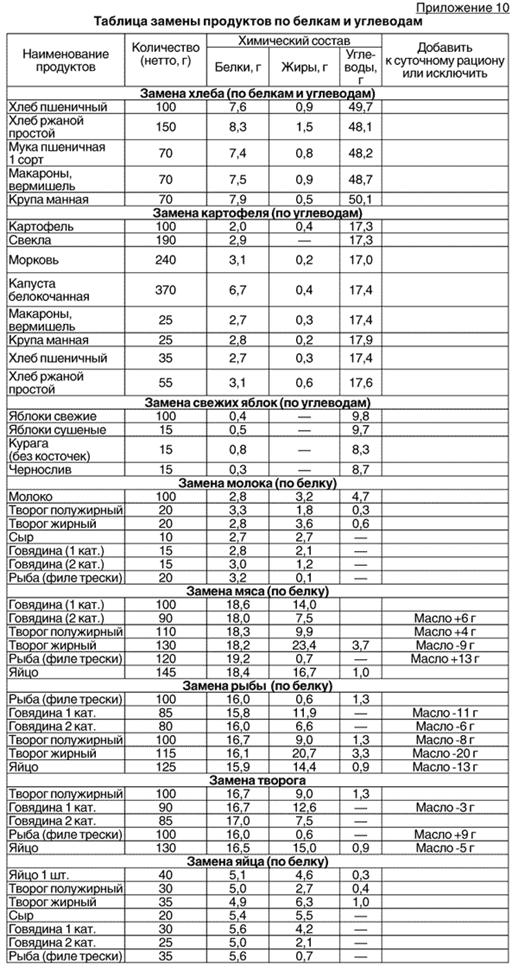 Приложение 10
Таблица замены продуктов по белкам и углеводам
Наименование продуктов | Количество (нетто, г) | Химический состав | Добавить к суточному рациону или исключить
Белки, г | Жиры, г | Угле-воды, г
Замена хлеба (по белкам и углеводам)
Хлеб пшеничный 100 7,6 0,9 49,7
Хлеб ржаной простой 150 8,3 1,5 48,1
Мука пшеничная 1 сорт 70 7,4 0,8 48,2
Макароны, вермишель 70 7,5 0,9 48,7
Крупа манная 70 7,9 0,5 50,1
Замена картофеля (по углеводам)
Картофель 100 2,0 0,4 17,3
Свекла 190 2,9 — 17,3
Морковь 240 3,1 0,2 17,0
Капуста белокочанная 370 6,7 0,4 17,4
Макароны, вермишель 25 2,7 0,3 17,4
Крупа манная 25 2,8 0,2 17,9
Хлеб пшеничный 35 2,7 0,3 17,4
Хлеб ржаной простой 55 3,1 0,6 17,6
Замена свежих яблок (по углеводам)
Яблоки свежие 100 0,4 — 9,8
Яблоки сушеные 15 0,5 — 9,7
Курага (без косточек) 15 0,8 — 8,3
Чернослив 15 0,3 — 8,7
Замена молока (по белку)
Молоко 100 2,8 3,2 4,7
Творог полужирный 20 3,3 1,8 0,3
Творог жирный 20 2,8 3,6 0,6
Сыр 10 2,7 2,7 —
Говядина (1 кат.) 15 2,8 2,1 —
Говядина (2 кат.) 15 3,0 1,2 —
Рыба (филе трески) 20 3,2 0,1 —
Замена мяса (по белку)
Говядина (1 кат.) 100 18,6 14,0
Говядина (2 кат.) 90 18,0 7,5 Масло +6 г
Творог полужирный 110 18,3 9,9 Масло +4 г
Творог жирный 130 18,2 23,4 3,7 Масло -9 г
Рыба (филе трески) 120 19,2 0,7 — Масло +13 г
Яйцо 145 18,4 16,7 1,0
Замена рыбы (по белку)
Рыба (филе трески) 100 16,0 0,6 1,3
Говядина 1 кат. 85 15,8 11,9 — Масло -11 г
Говядина 2 кат. 80 16,0 6,6 — Масло -6 г
Творог полужирный 100 16,7 9,0 1,3 Масло -8 г
Творог жирный 115 16,1 20,7 3,3 Масло -20 г
Яйцо 125 15,9 14,4 0,9 Масло -13 г
Замена творога
Творог полужирный 100 16,7 9,0 1,3
Говядина 1 кат. 90 16,7 12,6 — Масло -3 г
Говядина 2 кат. 85 17,0 7,5 —
Рыба (филе трески) 100 16,0 0,6 — Масло +9 г
Яйцо 130 16,5 15,0 0,9 Масло -5 г
Замена яйца (по белку)
Яйцо 1 шт. 40 5,1 4,6 0,3
Творог полужирный 30 5,0 2,7 0,4
Творог жирный 35 4,9 6,3 1,0
Сыр 20 5,4 5,5 —
Говядина 1 кат. 30 5,6 4,2 —
Говядина 2 кат. 25 5,0 2,1 —
Рыба (филе трески) 35 5,6 0,7 —